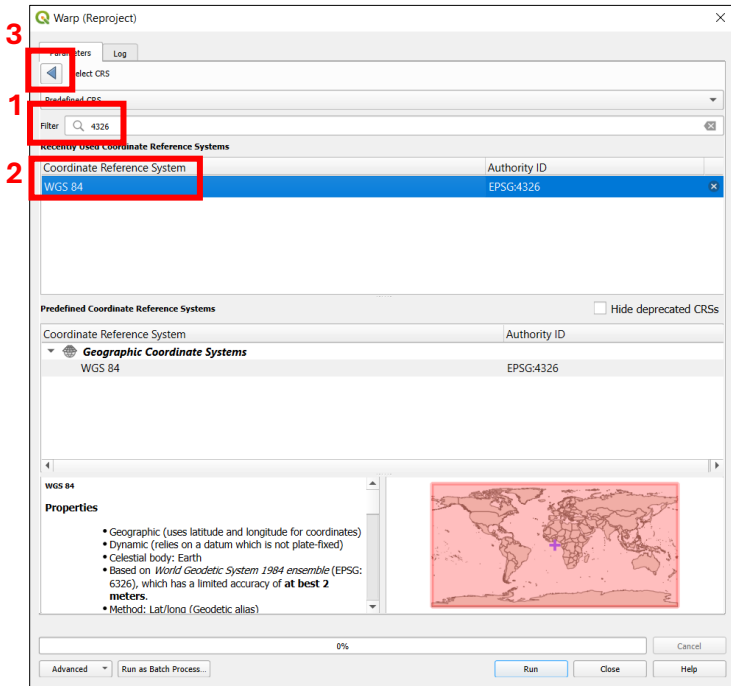 Warp (Reproject)
3
Parameters Log
Select CRS
1
Predefined CRS
Filter 4326
Recently Used Coordinate Reference Systems
2
Coordinate Reference System Authority ID
WGS 84 EPSG:4326
Predefined Coordinate Reference Systems Hide deprecated CRSs
Coordinate Reference System Authority ID
Geographic Coordinate Systems
WGS 84 EPSG:4326
WGS 84
Properties
• Geographic (uses latitude and longitude for coordinates)
• Dynamic (relies on a datum which is not plate-fixed)
• Celestial body: Earth
• Based on World Geodetic System 1984 ensemble (EPSG:
6326), which has a limited accuracy of at best 2
meters.
• Method: Lat/long (Geodetic alias)
0% Cancel
Advanced Run as Batch Process... Run Close Help